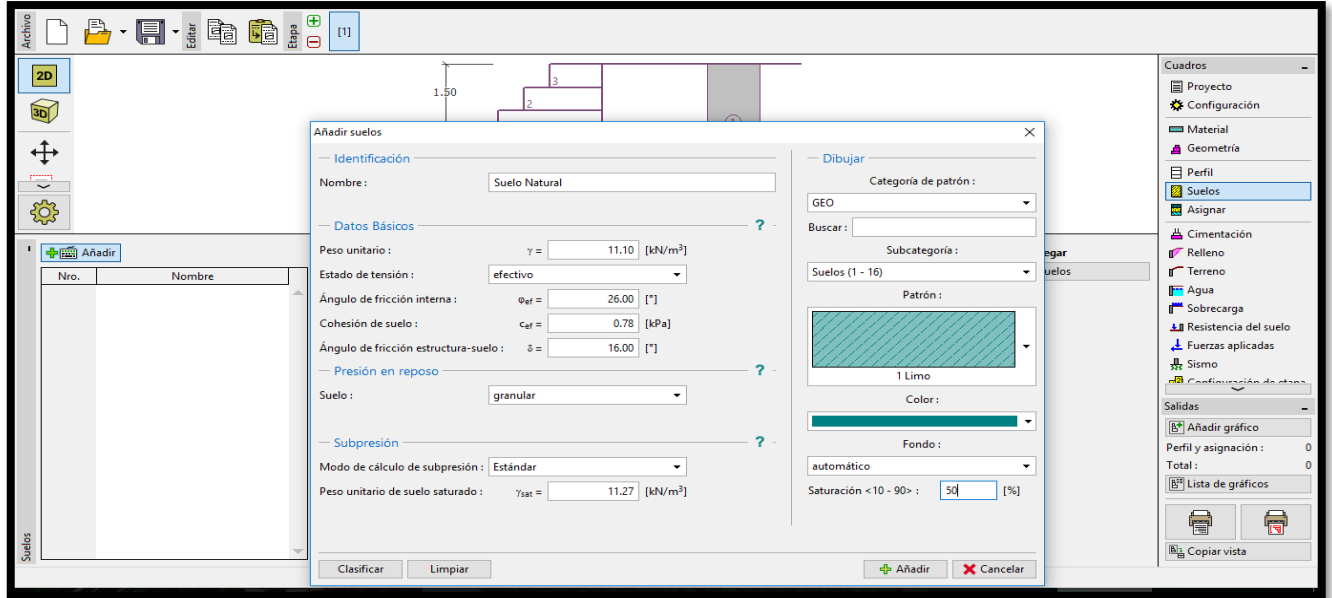 Archivo
Editar
Etapa
[1]
2D
3D
1.50
3
2
Añadir suelos
Identificación
Nombre :
Suelo Natural
Datos Básicos
?
Peso unitario :
γ =
11.10
[kN/m³]
Estado de tensión :
efectivo
Ángulo de fricción interna :
φef =
26.00
[°]
Cohesión de suelo :
cef =
0.78
[kPa]
Ángulo de fricción estructura-suelo :
δ =
16.00
[°]
Presión en reposo
?
Suelo :
granular
Subpresión
?
Modo de cálculo de subpresión :
Estándar
Peso unitario de suelo saturado :
γsat =
11.27
[kN/m³]
Dibujar
Categoría de patrón :
GEO
Buscar :
Subcategoría :
Suelos (1 - 16)
Patrón :
1 Limo
Color :
Fondo :
automático
Saturación <10 - 90> :
50
[%]
Clasificar
Limpiar
Añadir
Cancelar
Añadir
Nro.
Nombre
Suelos
egar
uelos
Cuadros
Proyecto
Configuración
Material
Geometría
Perfil
Suelos
Asignar
Cimentación
Relleno
Terreno
Agua
Sobrecarga
Resistencia del suelo
Fuerzas aplicadas
Sismo
Configuración de etapa
Salidas
Añadir gráfico
Perfil y asignación :
0
Total :
0
Lista de gráficos
Copiar vista